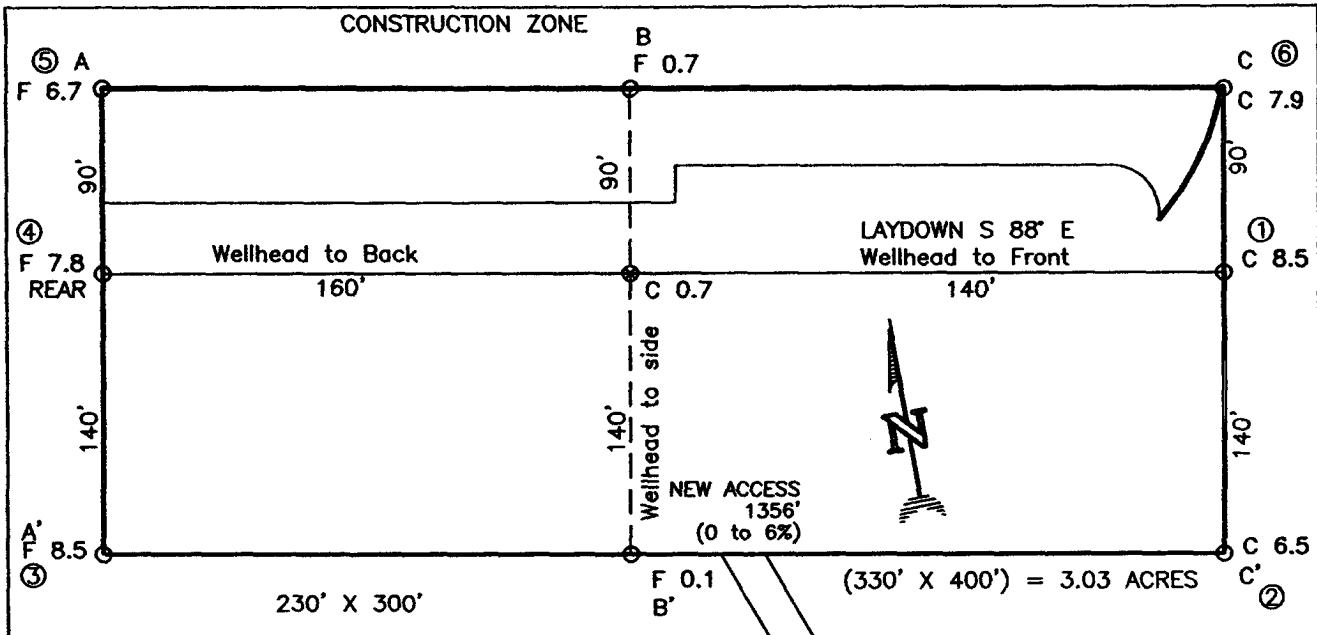 CONSTRUCTION ZONE
⑤ A
F 6.7
B
F 0.7
C ⑥
C 7.9
90'
90'
90'
④
F 7.8
REAR
Wellhead to Back
160'
C 0.7
LAYDOWN S 88° E
Wellhead to Front
140'
①
C 8.5
140'
140'
Wellhead to side
140'
N
NEW ACCESS
1356'
(0 to 6%)
A'
F 8.5
③
230' X 300'
F 0.1
B'
(330' X 400') = 3.03 ACRES
C 6.5
C'
②